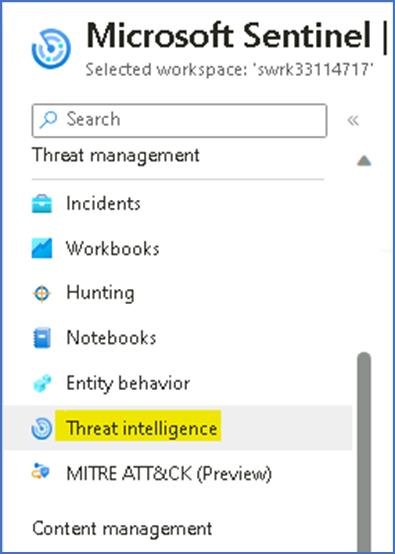 Microsoft Sentinel |
Selected workspace: 'swrk33114717'
Search
Threat management
Incidents
Workbooks
Hunting
Notebooks
Entity behavior
Threat intelligence
MITRE ATT&CK (Preview)
Content management